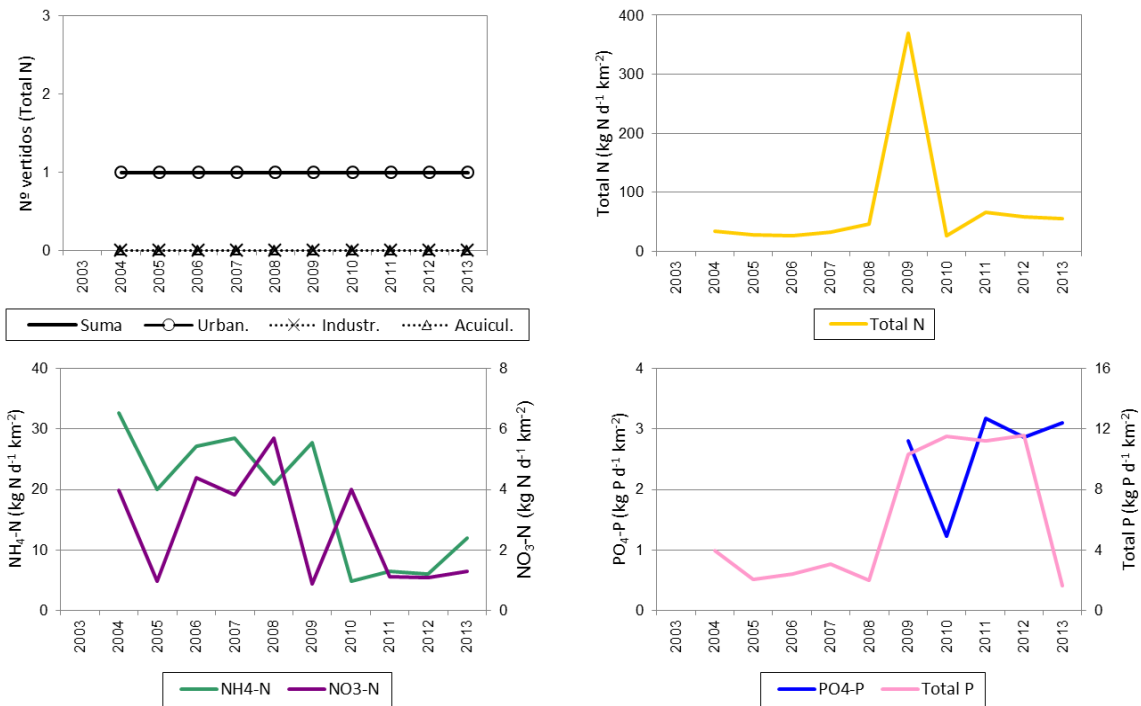 Nº vertidos (Total N)
3
2
1
0
2003 2004 2005 2006 2007 2008 2009 2010 2011 2012 2013
Suma Urban. Industr. Acuicul.
Total N (kg N d-1 km-2)
400
300
200
100
0
2003 2004 2005 2006 2007 2008 2009 2010 2011 2012 2013
Total N
NH4-N (kg N d-1 km-2)
40
30
20
10
0
8
6
4
2
0
NO3-N (kg N d-1 km-2)
2003 2004 2005 2006 2007 2008 2009 2010 2011 2012 2013
NH4-N NO3-N
PO4-P (kg P d-1 km-2)
4
3
2
1
0
16
12
8
4
0
Total P (kg P d-1 km-2)
2003 2004 2005 2006 2007 2008 2009 2010 2011 2012 2013
PO4-P Total P